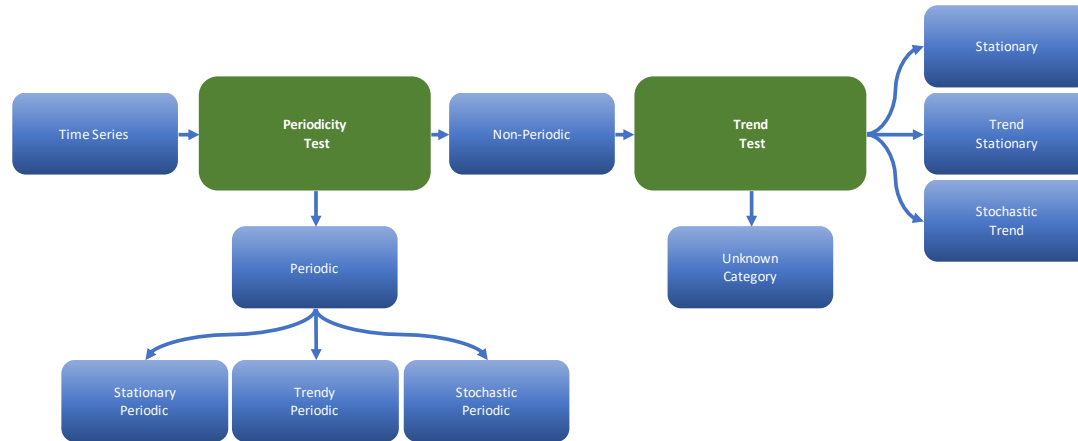 Stationary
Time Series
Periodicity
Test
Non-Periodic
Trend
Test
Trend
Stationary
Stochastic
Trend
Periodic
Unknown
Category
Stationary
Periodic
Trendy
Periodic
Stochastic
Periodic